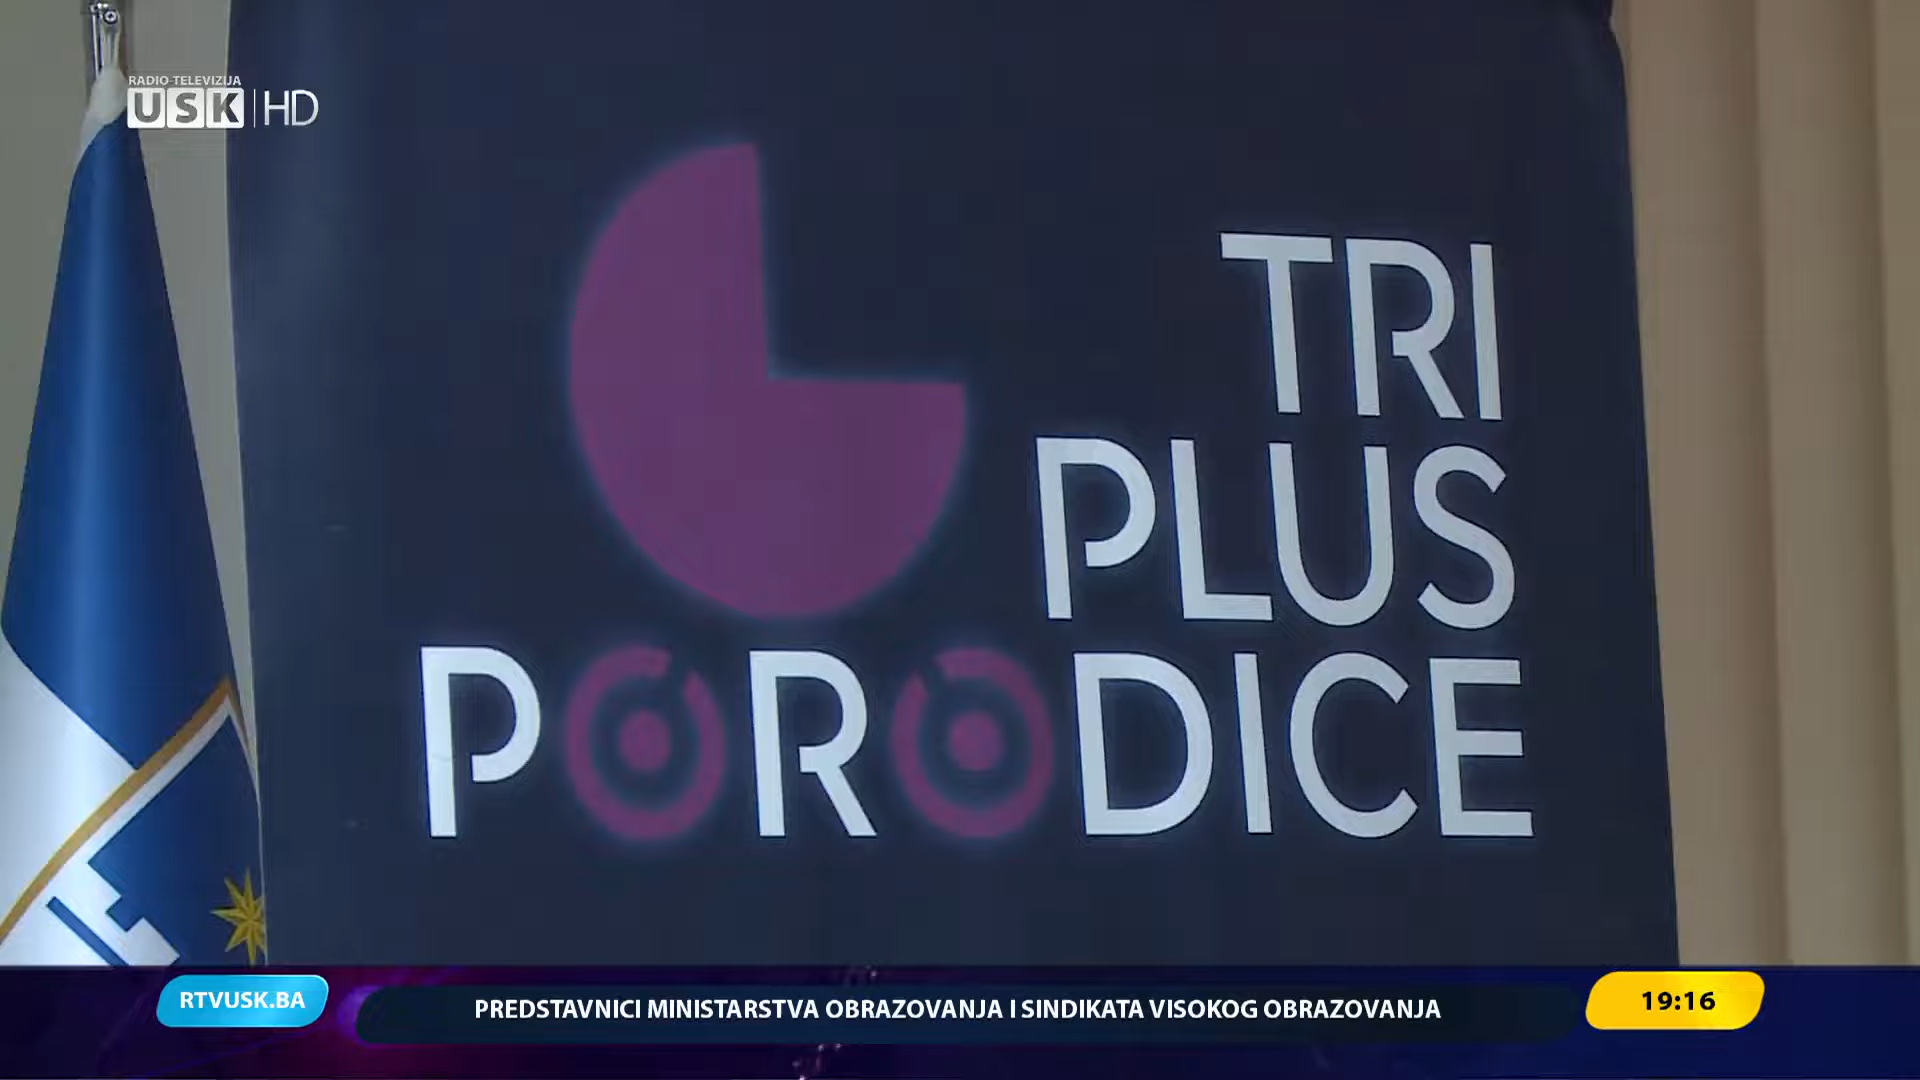 RADIO-TELEVIZIJA
USK HD
TRI
PLUS
PORODICE
RTVUSK.BA
PREDSTAVNICI MINISTARSTVA OBRAZOVANJA I SINDIKATA VISOKOG OBRAZOVANJA
19:16